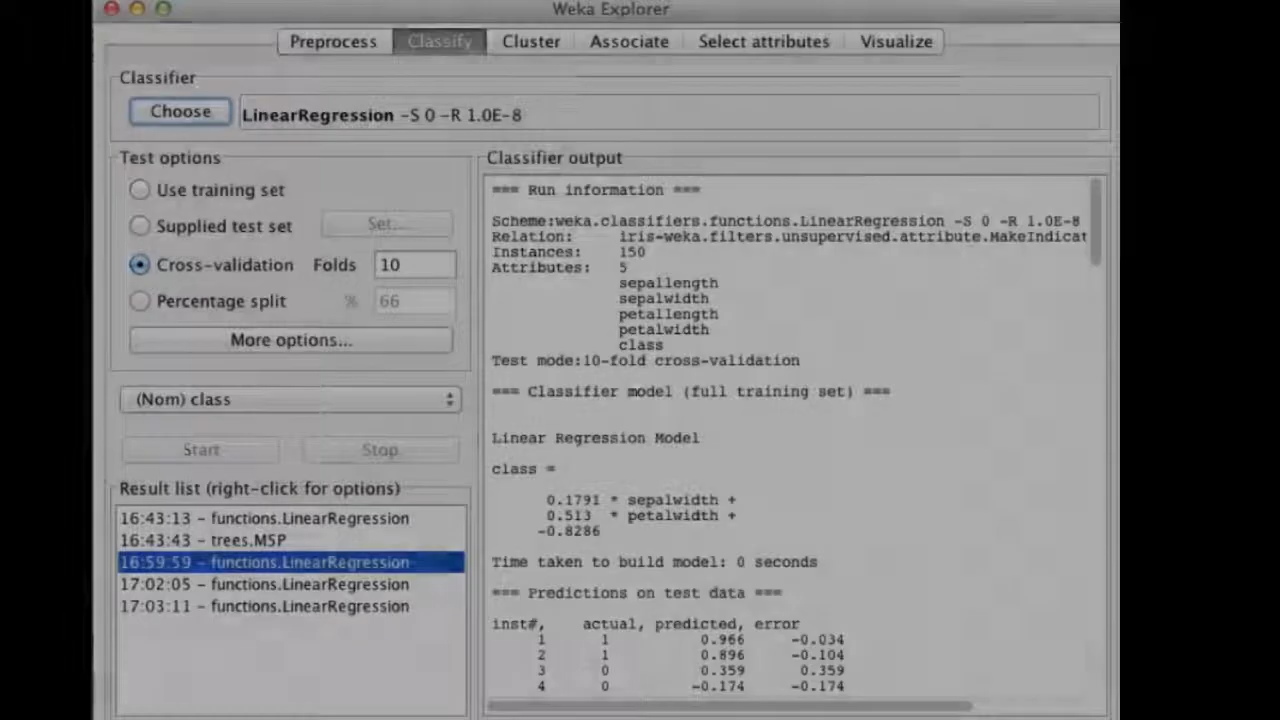 Weka Explorer
Preprocess Classify Cluster Associate Select attributes Visualize
Classifier
Choose LinearRegression -S 0 -R 1.0E-8
Test options
Use training set
Supplied test set Set...
Cross-validation Folds 10
Percentage split % 66
More options...
(Nom) class
Start Stop
Result list (right-click for options)
16:43:13 - functions.LinearRegression
16:43:43 - trees.M5P
16:59:59 - functions.LinearRegression
17:02:05 - functions.LinearRegression
17:03:11 - functions.LinearRegression
Classifier output
=== Run information ===
Scheme:weka.classifiers.functions.LinearRegression -S 0 -R 1.0E-8
Relation: iris-weka.filters.unsupervised.attribute.MakeIndicat
Instances: 150
Attributes: 5
sepallength
sepalwidth
petallength
petalwidth
class
Test mode:10-fold cross-validation
=== Classifier model (full training set) ===
Linear Regression Model
class =
0.1791 * sepalwidth +
0.513 * petalwidth +
-0.8286
Time taken to build model: 0 seconds
=== Predictions on test data ===
inst#, actual, predicted, error
1 1 0.966 -0.034
2 1 0.896 -0.104
3 0 0.359 0.359
4 0 -0.174 -0.174